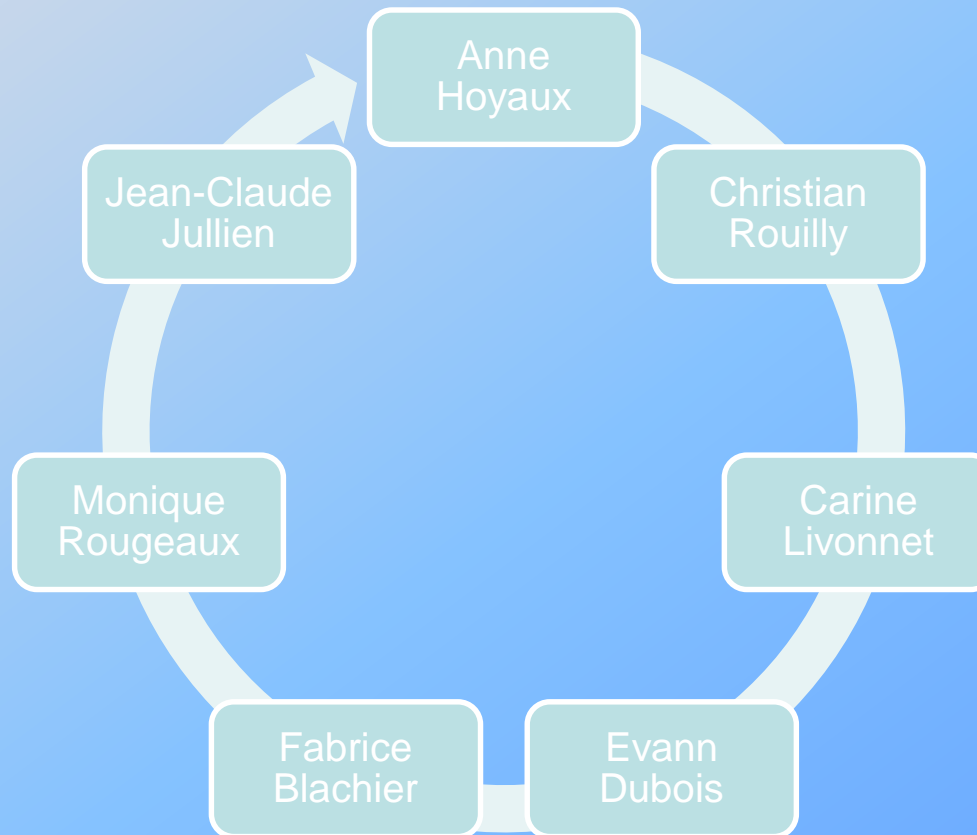 Anne
Hoyaux
Christian
Rouilly
Carine
Livonnet
Evann
Dubois
Fabrice
Blachier
Monique
Rougeaux
Jean-Claude
Jullien